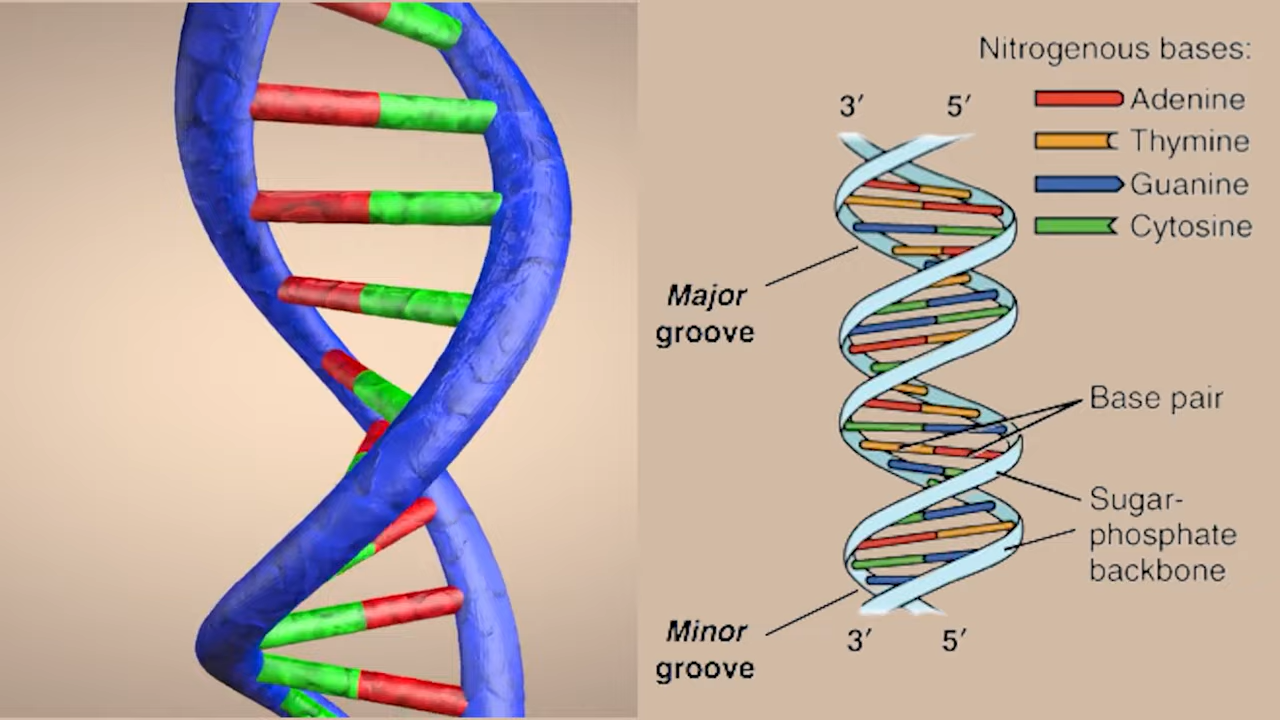 Nitrogenous bases:
3′ 5′
Adenine
Thymine
Guanine
Cytosine
Major
groove
Base pair
Sugar-
phosphate
backbone
Minor
groove
3′ 5′